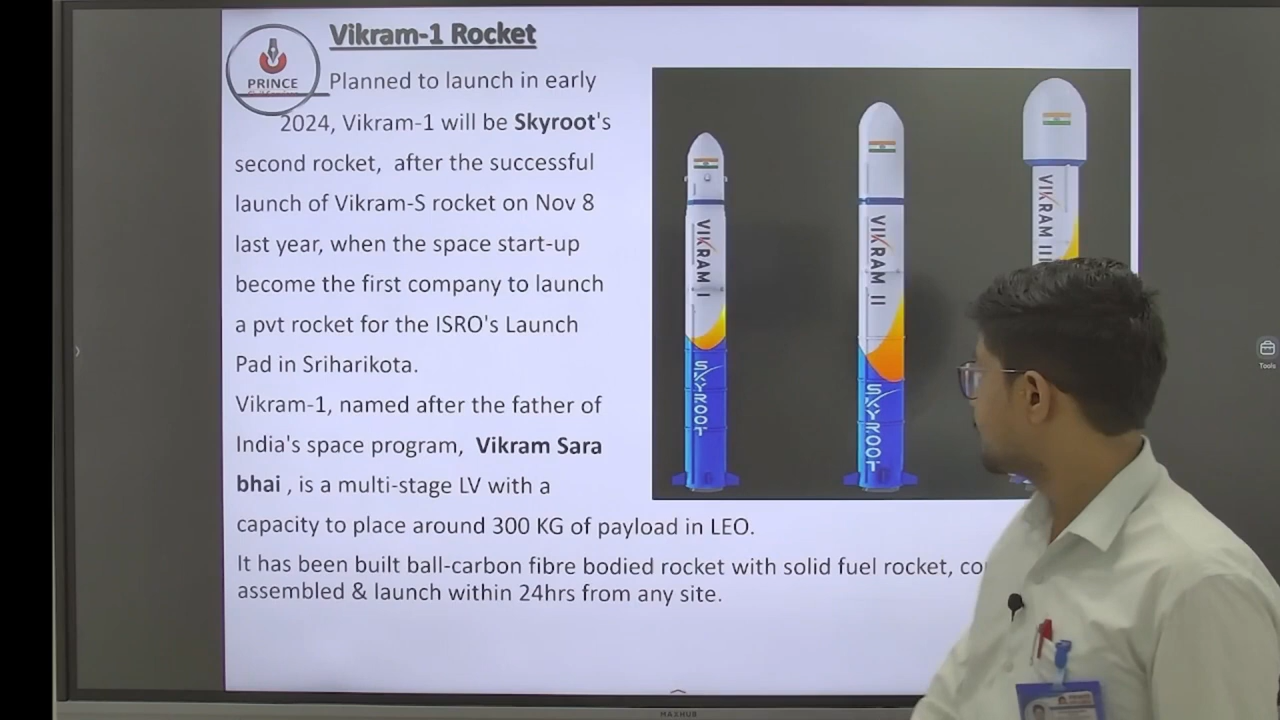 Vikram-1 Rocket
PRINCE
Planned to launch in early
2024, Vikram-1 will be Skyroot's
second rocket, after the successful
launch of Vikram-S rocket on Nov 8
last year, when the space start-up
become the first company to launch
a pvt rocket for the ISRO's Launch
Pad in Sriharikota.
Vikram-1, named after the father of
India's space program, Vikram Sara
bhai , is a multi-stage LV with a
capacity to place around 300 KG of payload in LEO.
It has been built ball-carbon fibre bodied rocket with solid fuel rocket,
assembled & launch within 24hrs from any site.
VIKRAM I
SKYROOT
VIKRAM II
SKYROOT
VIKRAM III
Tools
MAXHUB